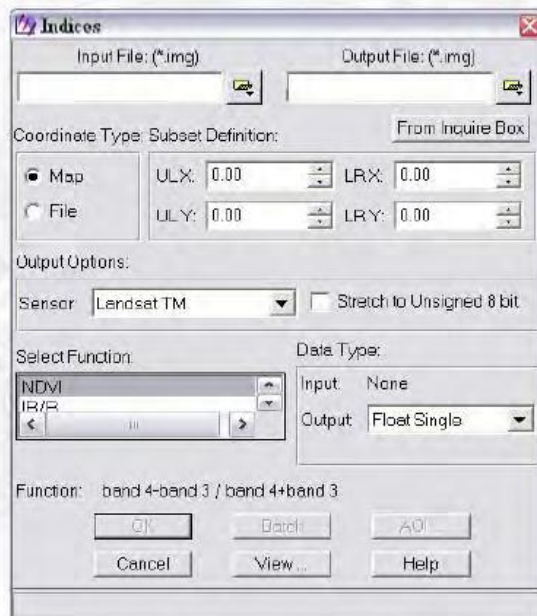 Indices
Input File: (*.img) Output File: (*.img)
From Inquire Box
Coordinate Type: Subset Definition:
Map ULX: 0.00 LRX: 0.00
File ULY: 0.00 LRY: 0.00
Output Options:
Sensor Landsat TM Stretch to Unsigned 8 bit
Select Function: Data Type:
NDVI Input: None
IR/R
Output: Float Single
Function: band 4-band 3 / band 4+band 3
OK Batch AOI ...
Cancel View ... Help